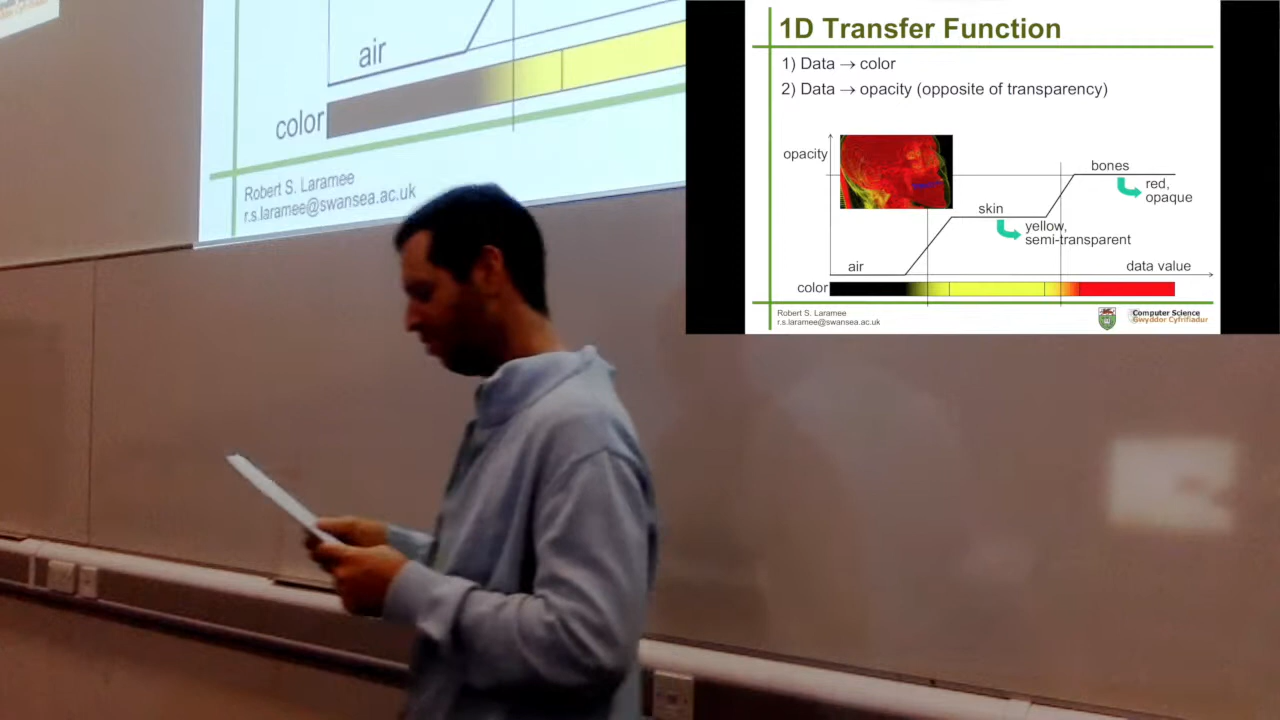 air
color
Robert S. Laramee
r.s.laramee@swansea.ac.uk
1D Transfer Function
1) Data → color
2) Data → opacity (opposite of transparency)
opacity
bones
red,
opaque
skin
yellow,
semi-transparent
air
data value
color
Robert S. Laramee
r.s.laramee@swansea.ac.uk
Computer Science
Gwyddor Cyfrifiadur